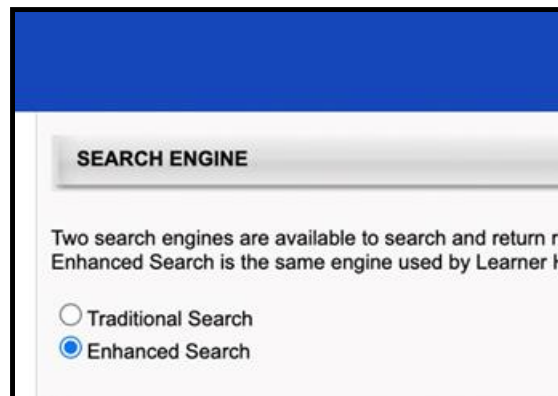 SEARCH ENGINE
Two search engines are available to search and return
Enhanced Search is the same engine used by Learner
Traditional Search
Enhanced Search